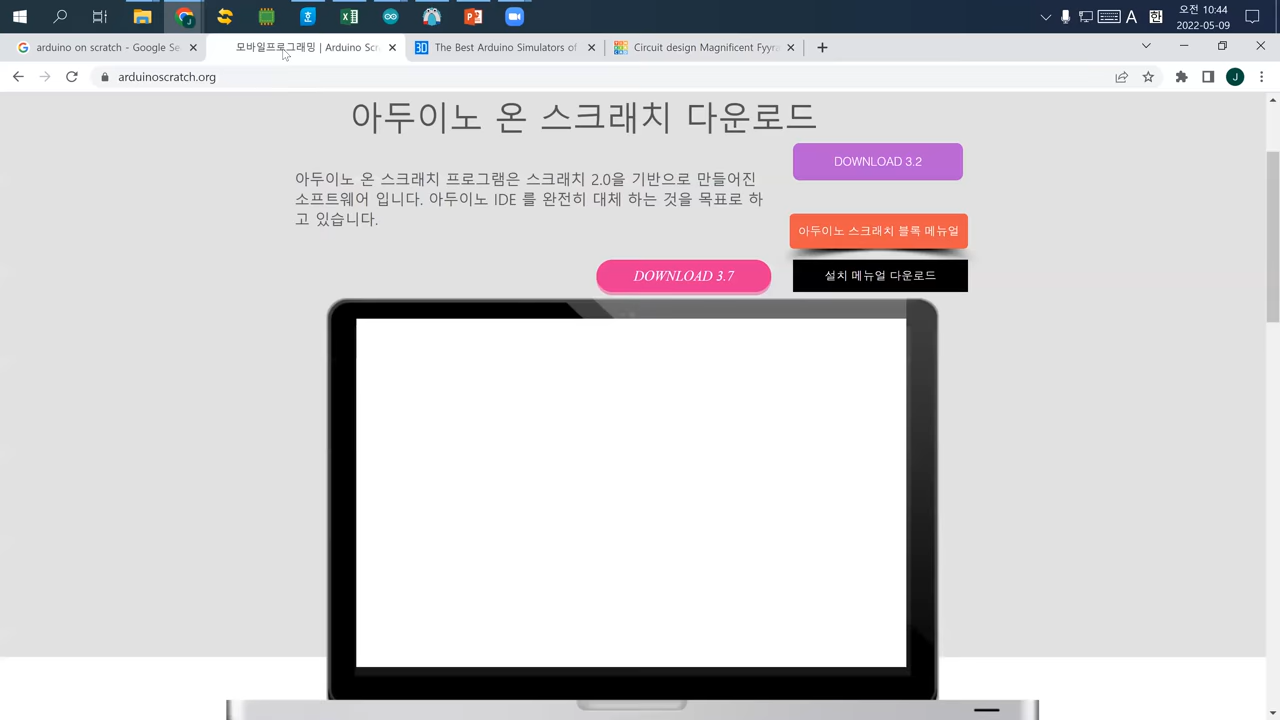 오전 10:44
A
한
2022-05-09
arduino on scratch - Google Se
모바일프로그래밍 | Arduino Scr
The Best Arduino Simulators of
Circuit design Magnificent Fyyra
arduinoscratch.org
J
아두이노 온 스크래치 다운로드
DOWNLOAD 3.2
아두이노 온 스크래치 프로그램은 스크래치 2.0을 기반으로 만들어진
소프트웨어 입니다. 아두이노 IDE 를 완전히 대체 하는 것을 목표로 하
고 있습니다.
아두이노 스크래치 블록 메뉴얼
DOWNLOAD 3.7
설치 메뉴얼 다운로드